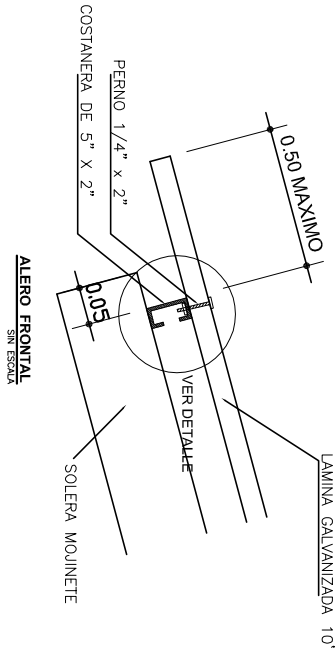 0.50 MAXIMO
LAMINA GALVANIZADA 10'
PERNO 1/4" x 2"
COSTANERA DE 5" X 2"
VER DETALLE
0.05
SOLERA MOJINETE
ALERO FRONTAL
SIN ESCALA